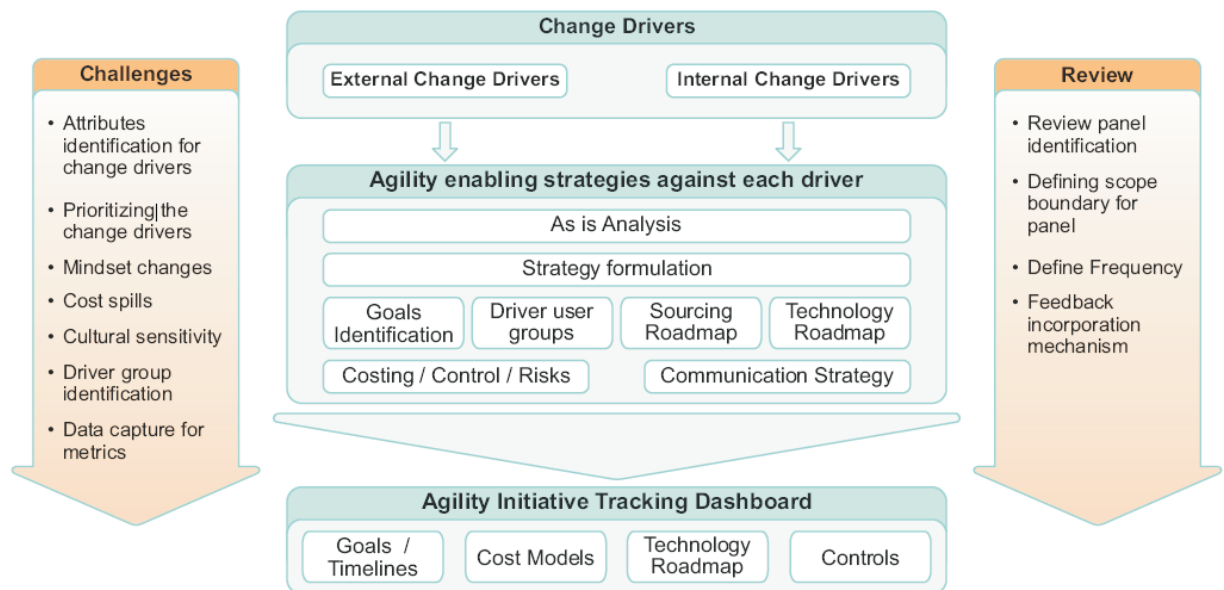 Change Drivers
External Change Drivers
Internal Change Drivers
Challenges
• Attributes
identification for
change drivers
• Prioritizing|the
change drivers
• Mindset changes
• Cost spills
• Cultural sensitivity
• Driver group
identification
• Data capture for
metrics
Agility enabling strategies against each driver
As is Analysis
Strategy formulation
Goals
Identification
Driver user
groups
Sourcing
Roadmap
Technology
Roadmap
Costing / Control / Risks
Communication Strategy
Agility Initiative Tracking Dashboard
Goals /
Timelines
Cost Models
Technology
Roadmap
Controls
Review
• Review panel
identification
• Defining scope
boundary for
panel
• Define Frequency
• Feedback
incorporation
mechanism